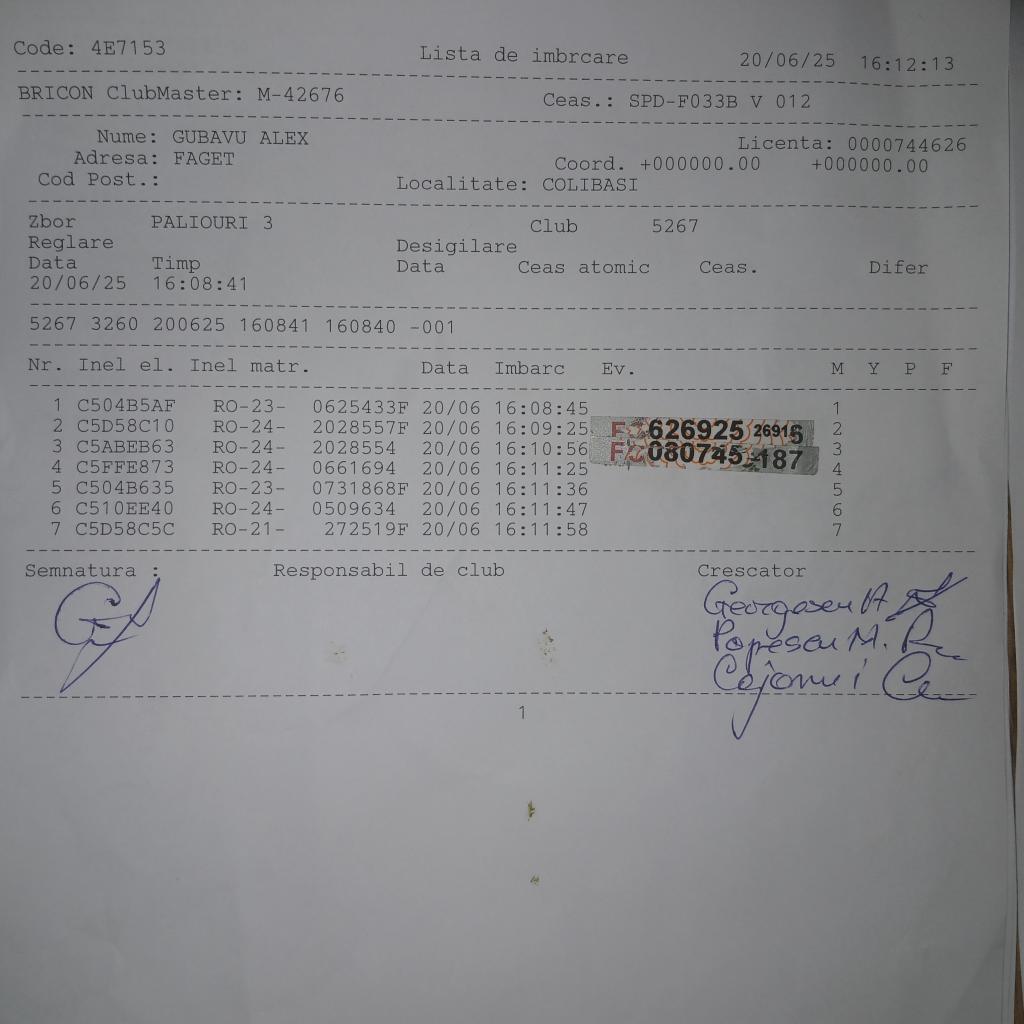 Code: 4E7153 Lista de imbrcare 20/06/25 16:12:13
BRICON ClubMaster: M-42676 Ceas.: SPD-F033B V 012
Nume: GUBAVU ALEX Licenta: 0000744626
Adresa: FAGET Coord. +000000.00 +000000.00
Cod Post.: Localitate: COLIBASI
Zbor PALIOURI 3 Club 5267
Reglare Desigilare
Data Timp Data Ceas atomic Ceas. Difer
20/06/25 16:08:41
5267 3260 200625 160841 160840 -001
Nr. Inel el. Inel matr. Data Imbarc Ev. M Y P F
1 C504B5AF RO-23- 0625433F 20/06 16:08:45 1
2 C5D58C10 RO-24- 2028557F 20/06 16:09:25 F 626925 26915 2
3 C5ABEB63 RO-24- 2028554 20/06 16:10:56 F 080745 -187 3
4 C5FFE873 RO-24- 0661694 20/06 16:11:25 4
5 C504B635 RO-23- 0731868F 20/06 16:11:36 5
6 C510EE40 RO-24- 0509634 20/06 16:11:47 6
7 C5D58C5C RO-21- 272519F 20/06 16:11:58 7
Semnatura : Responsabil de club Crescator
Georgescu A
Popescu M.
1